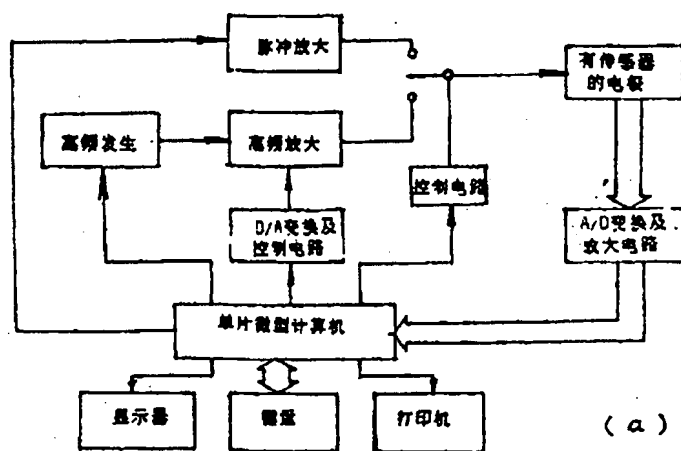 脉冲放大
有传感器
的电极
高频发生
高频放大
控制电路
D/A变换及
控制电路
A/D变换及
放大电路
单片微型计算机
显示器
键盘
打印机
(a)